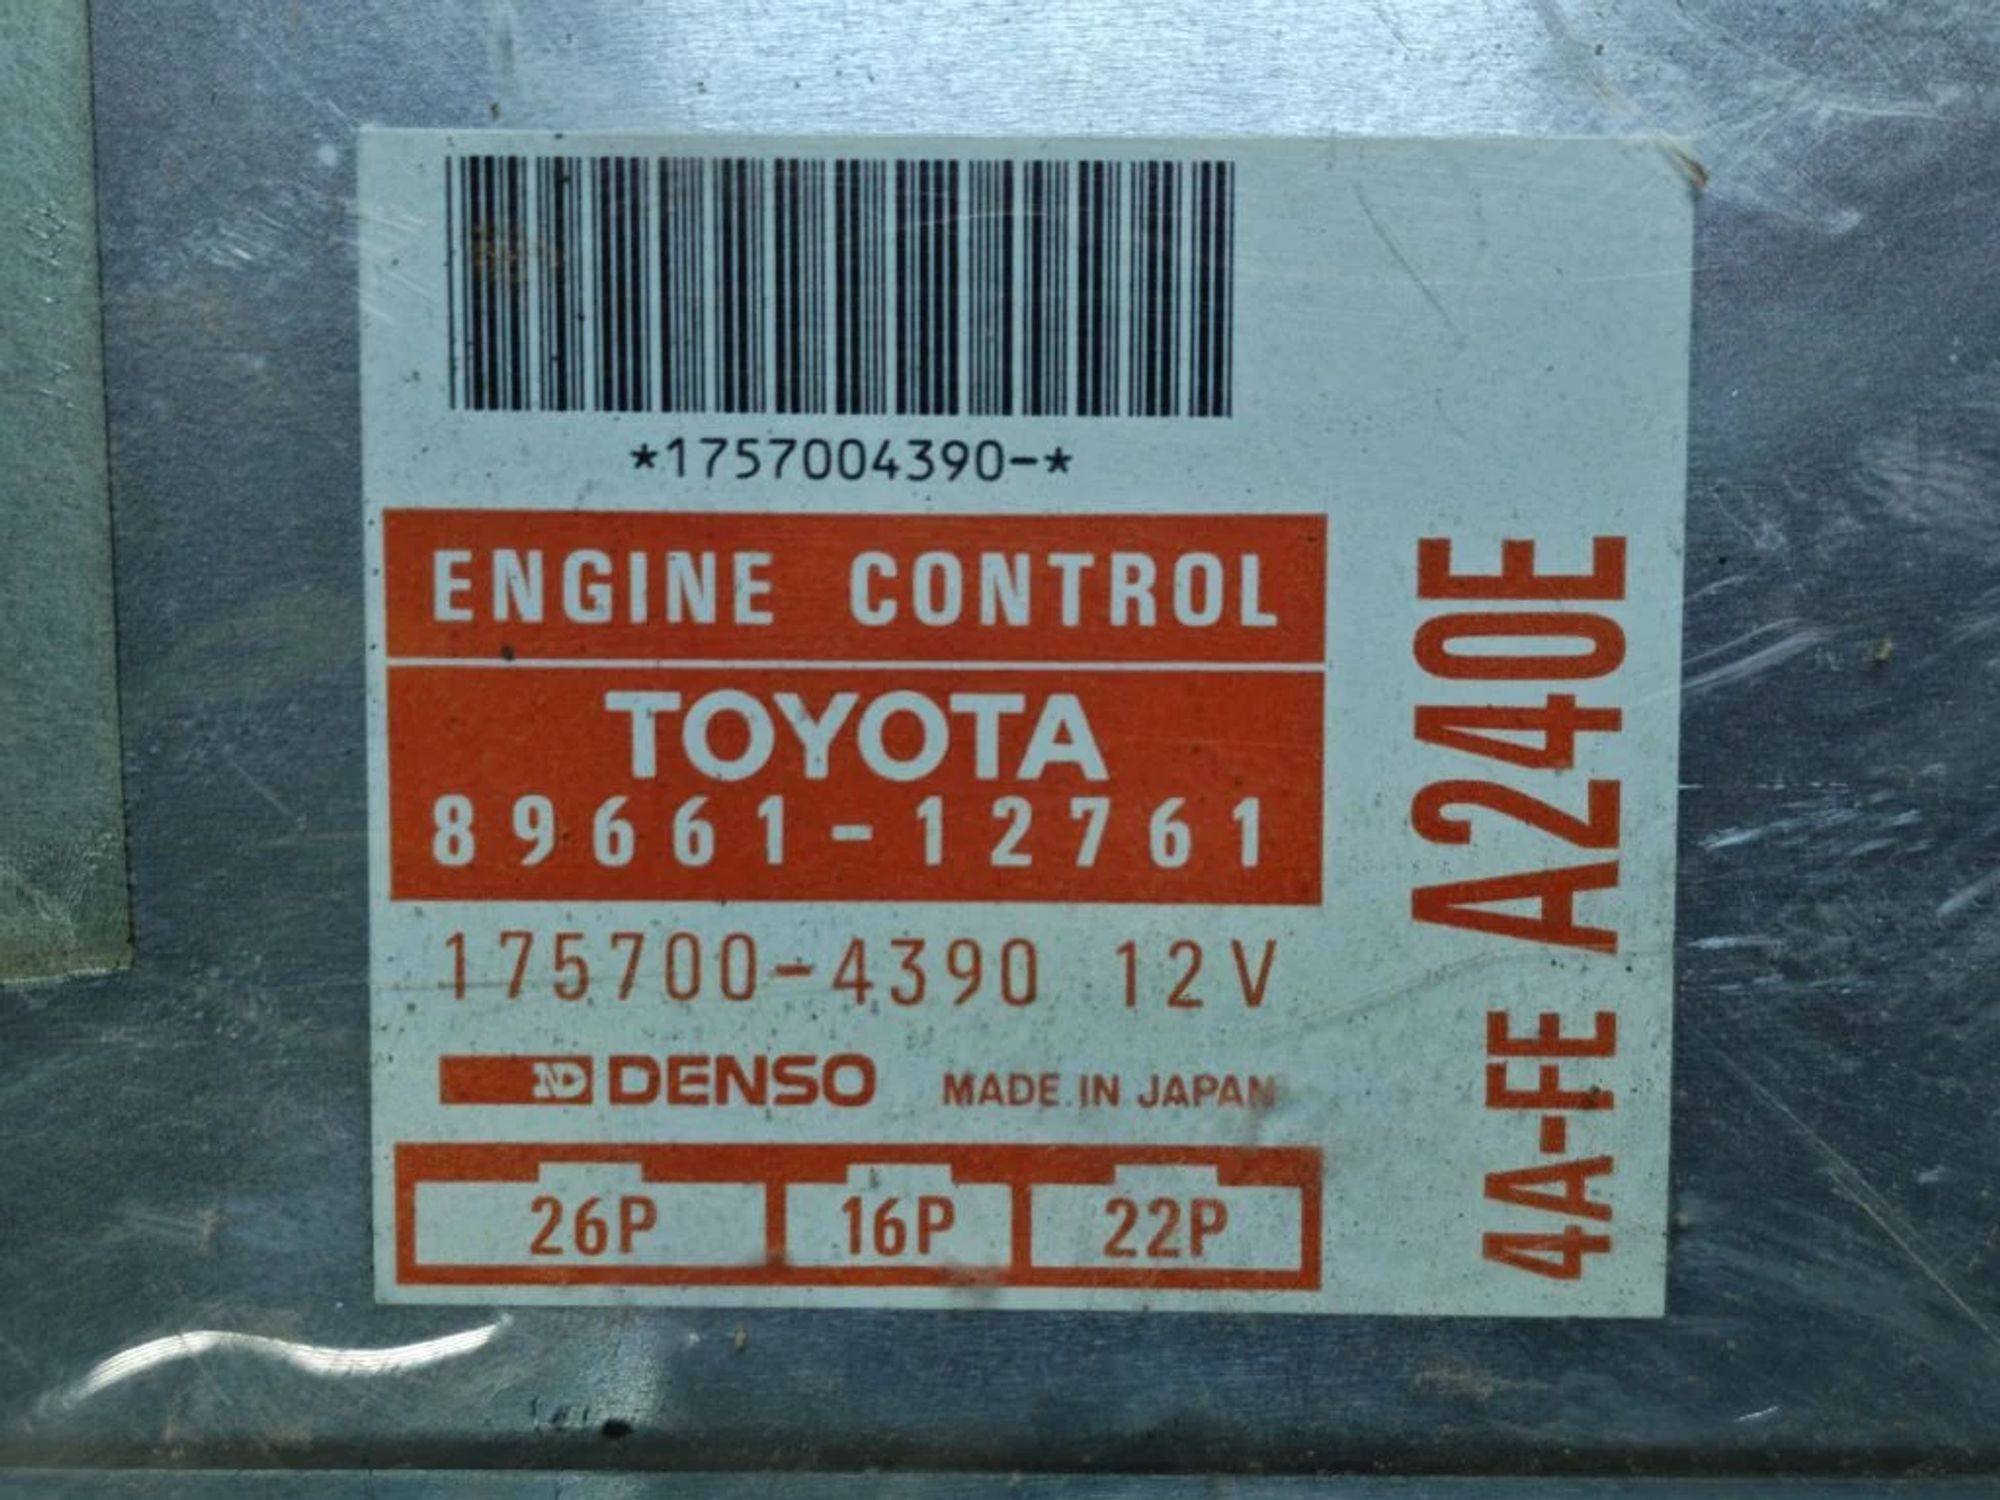 *1757004390-*
ENGINE CONTROL
TOYOTA
89661-12761
175700-4390 12V
ND DENSO MADE IN JAPAN
26P 16P 22P
4A-FE A240E